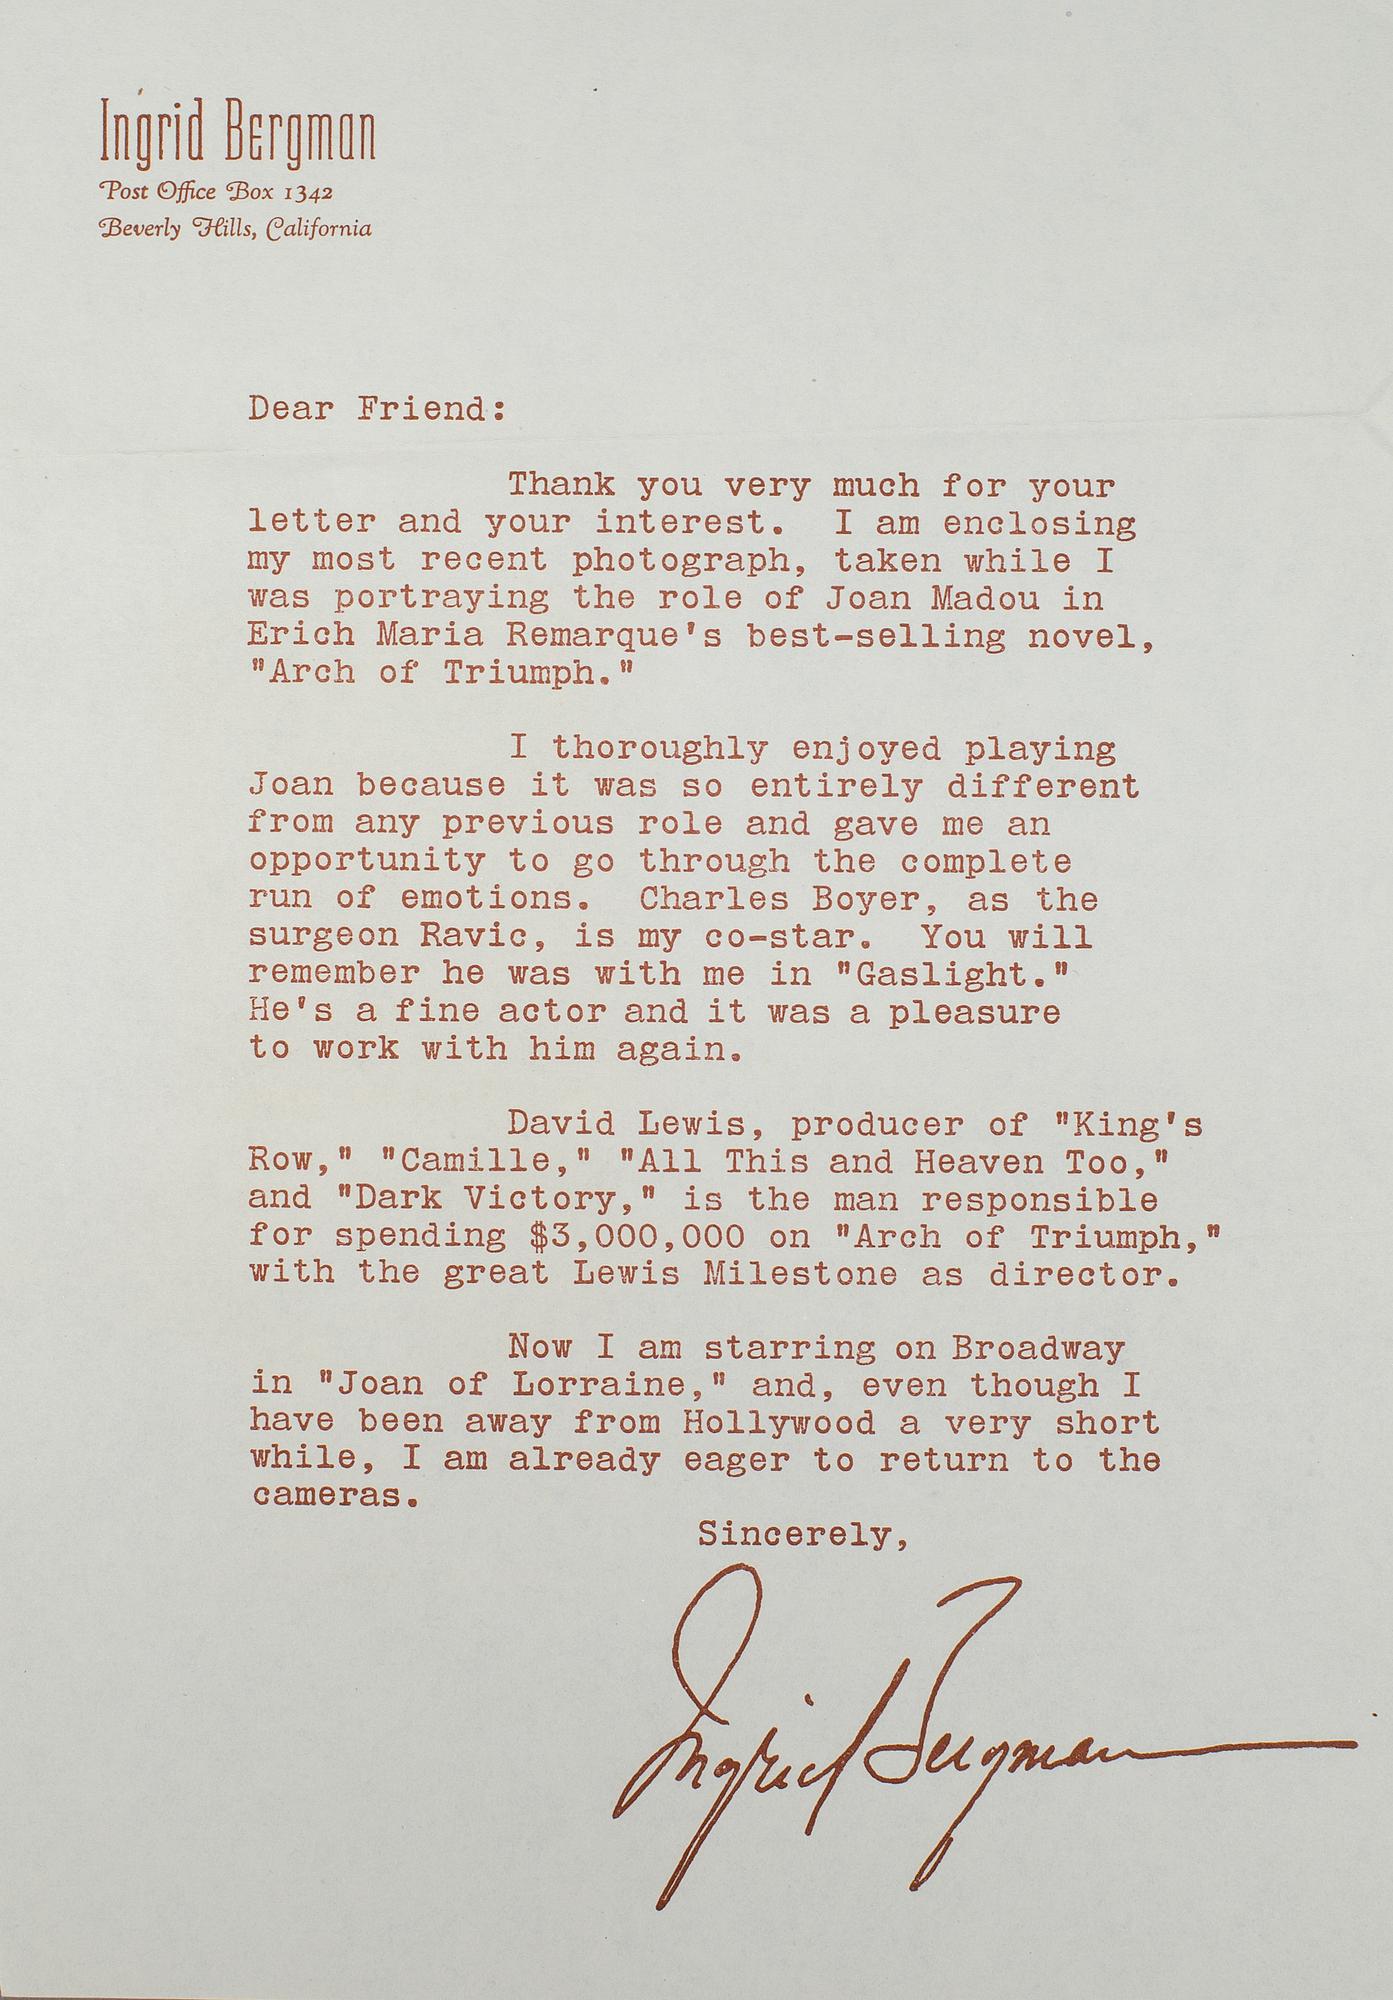 Ingrid Bergman
Post Office Box 1342
Beverly Hills, California
Dear Friend:
Thank you very much for your
letter and your interest. I am enclosing
my most recent photograph, taken while I
was portraying the role of Joan Madou in
Erich Maria Remarque's best-selling novel,
"Arch of Triumph."
I thoroughly enjoyed playing
Joan because it was so entirely different
from any previous role and gave me an
opportunity to go through the complete
run of emotions. Charles Boyer, as the
surgeon Ravic, is my co-star. You will
remember he was with me in "Gaslight."
He's a fine actor and it was a pleasure
to work with him again.
David Lewis, producer of "King's
Row," "Camille," "All This and Heaven Too,"
and "Dark Victory," is the man responsible
for spending $3,000,000 on "Arch of Triumph,"
with the great Lewis Milestone as director.
Now I am starring on Broadway
in "Joan of Lorraine," and, even though I
have been away from Hollywood a very short
while, I am already eager to return to the
cameras.
Sincerely,
Ingrid Bergman